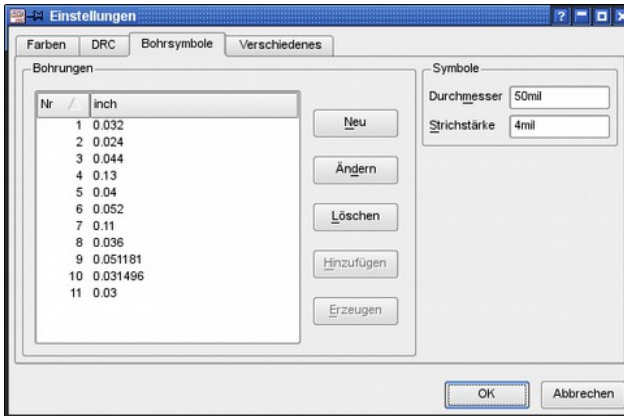 Einstellungen
Farben DRC Bohrsymbole Verschiedenes
Bohrungen
Nr inch
1 0.032
2 0.024
3 0.044
4 0.13
5 0.04
6 0.052
7 0.11
8 0.036
9 0.051181
10 0.031496
11 0.03
Neu
Ändern
Löschen
Hinzufügen
Erzeugen
Symbole
Durchmesser 50mil
Strichstärke 4mil
OK Abbrechen